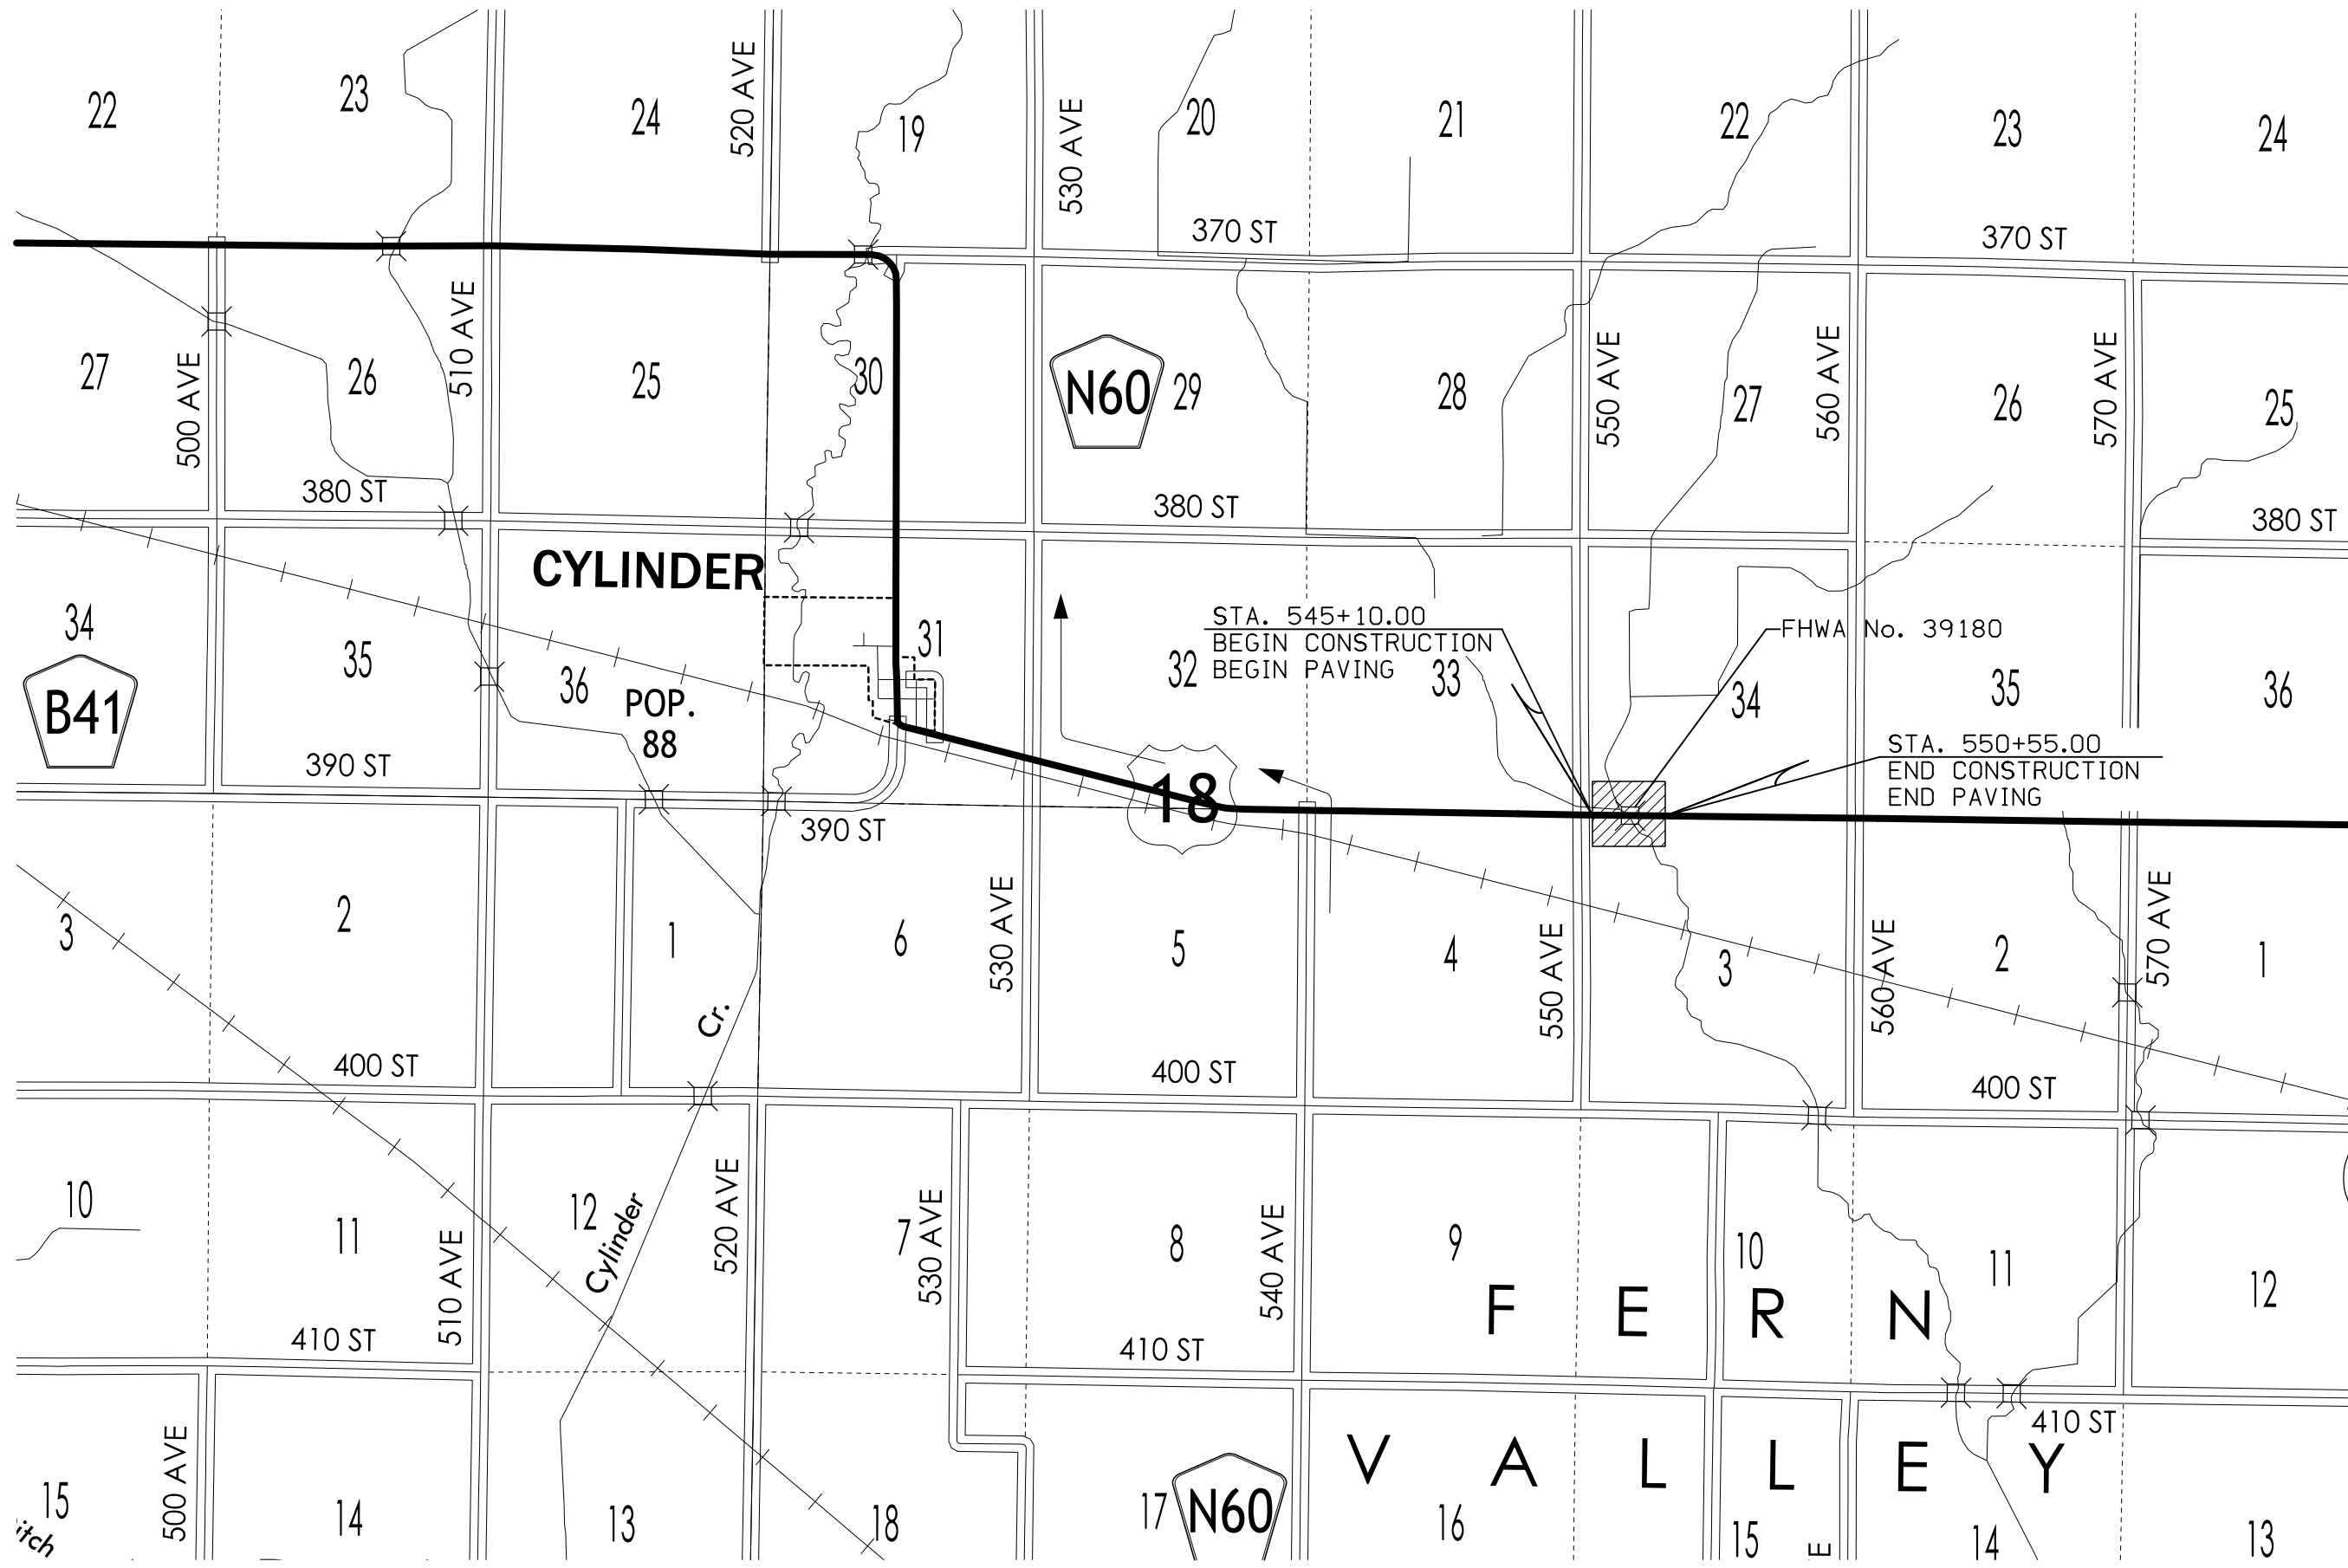 22
23
24
520 AVE
19
530 AVE
20
21
22
23
24
370 ST
370 ST
27
500 AVE
26
510 AVE
25
30
N60
29
28
550 AVE
27
560 AVE
26
570 AVE
25
380 ST
380 ST
380 ST
CYLINDER
34
35
36
31
32
STA. 545+10.00
BEGIN CONSTRUCTION
BEGIN PAVING
33
FHWA No. 39180
34
35
36
B41
POP.
88
390 ST
390 ST
18
STA. 550+55.00
END CONSTRUCTION
END PAVING
3
2
1
6
530 AVE
5
4
550 AVE
3
560 AVE
2
570 AVE
1
Cr.
400 ST
400 ST
400 ST
10
11
510 AVE
12
Cylinder
520 AVE
7
530 AVE
8
540 AVE
9
10
11
12
FERN
410 ST
410 ST
410 ST
VALLEY
15
500 AVE
14
13
18
17
N60
16
15
E
14
13
itch